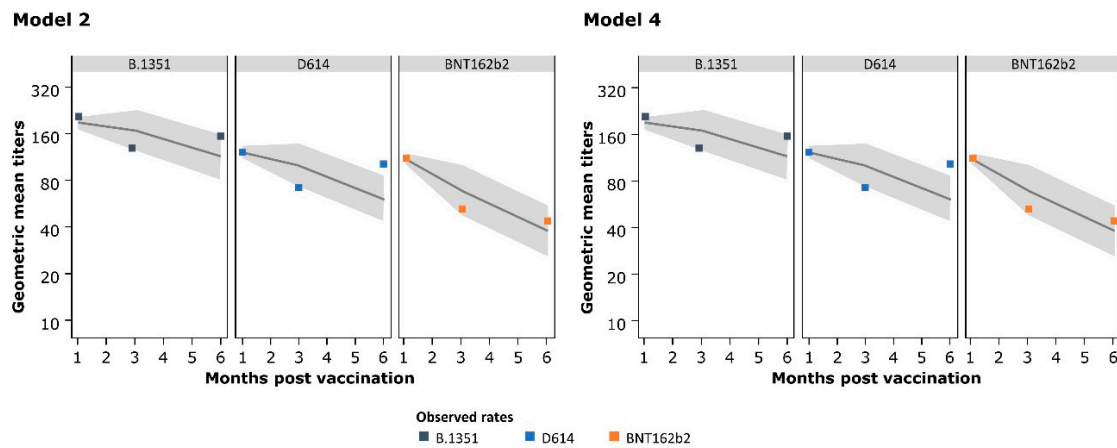 Model 2
Model 4
B.1351 D614 BNT162b2
B.1351 D614 BNT162b2
Geometric mean titers
320
160
80
40
20
10
1 2 3 4 5 6 1 2 3 4 5 6 1 2 3 4 5 6
Months post vaccination
Geometric mean titers
320
160
80
40
20
10
1 2 3 4 5 6 1 2 3 4 5 6 1 2 3 4 5 6
Months post vaccination
Observed rates
B.1351 D614 BNT162b2